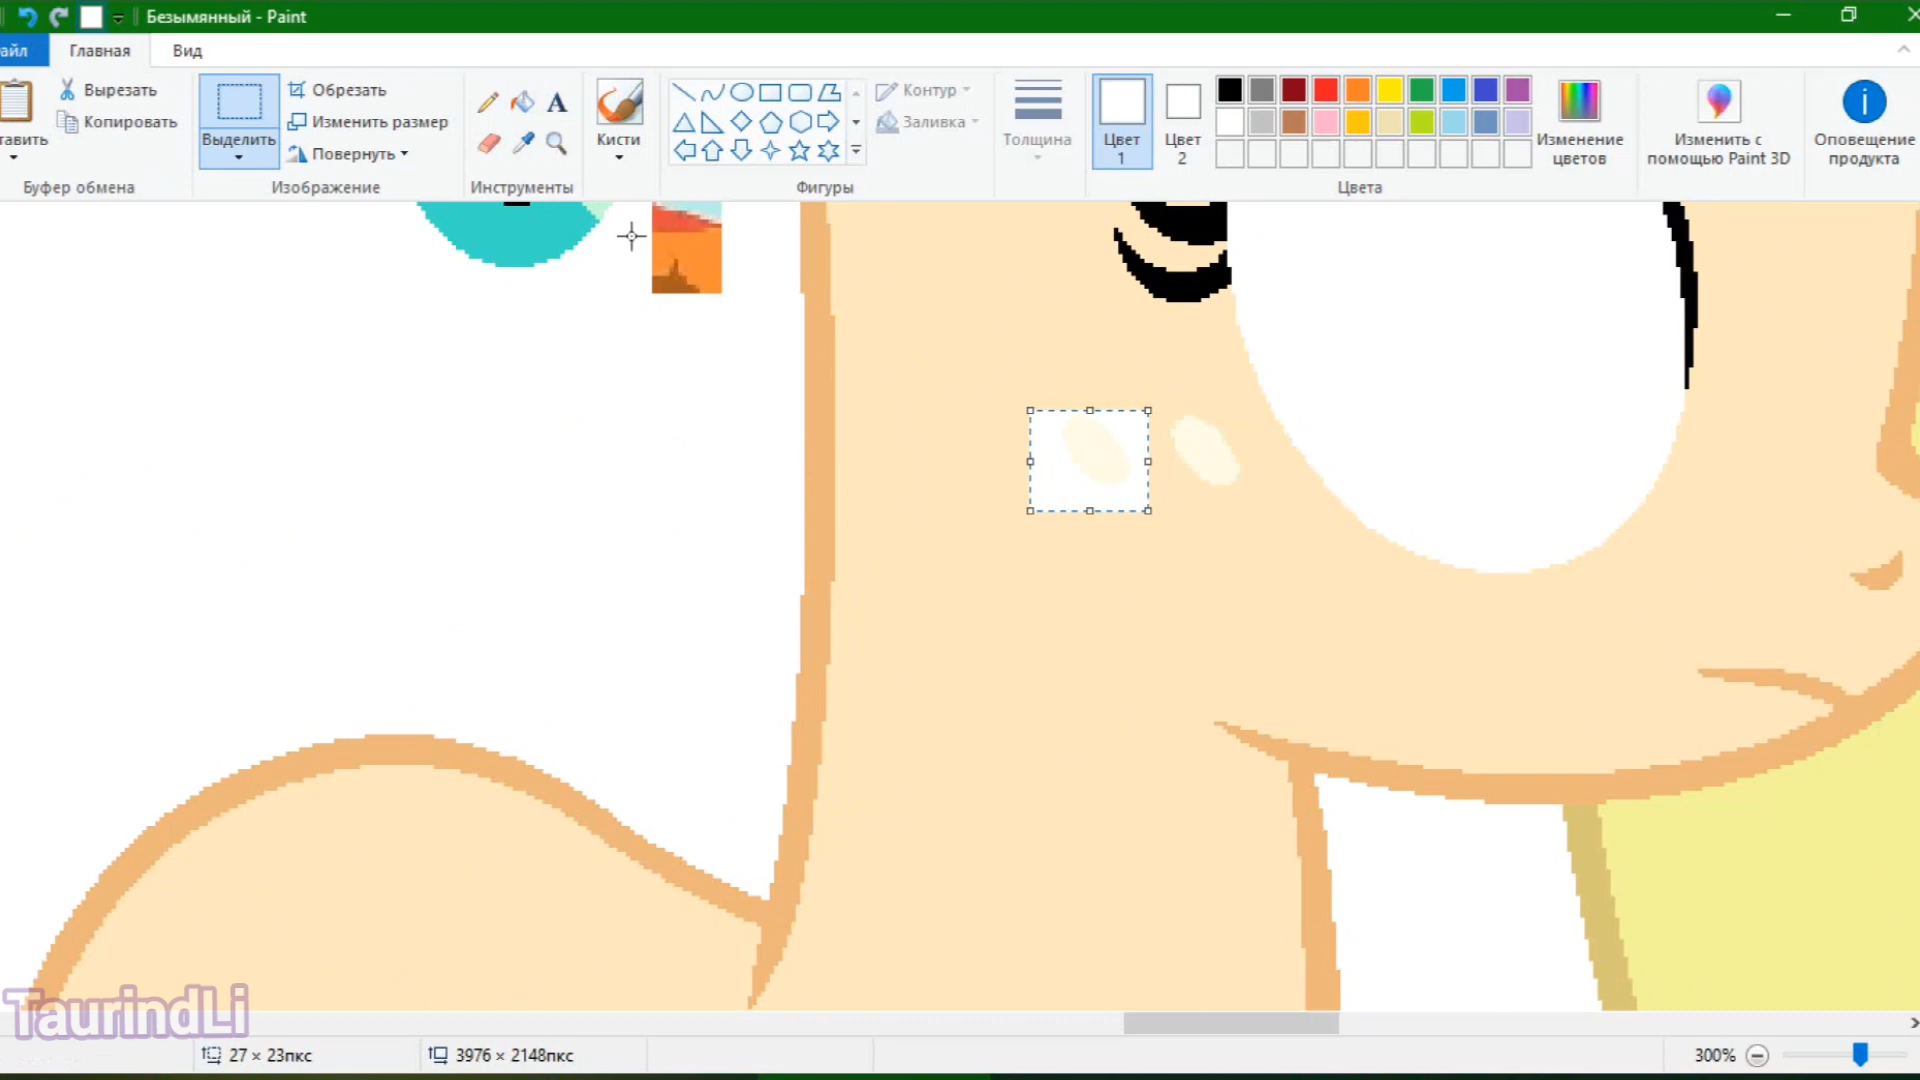 Безымянный - Paint
айл Главная Вид
тавить
Вырезать
Копировать
Буфер обмена
Выделить
Обрезать
Изменить размер
Повернуть
Изображение
A
Инструменты
Кисти
Контур
Заливка
Фигуры
Толщина
Цвет 1
Цвет 2
Изменение цветов
Цвета
Изменить с помощью Paint 3D
Оповещение продукта
TaurindLi
27 × 23пкс
3976 × 2148пкс
300%